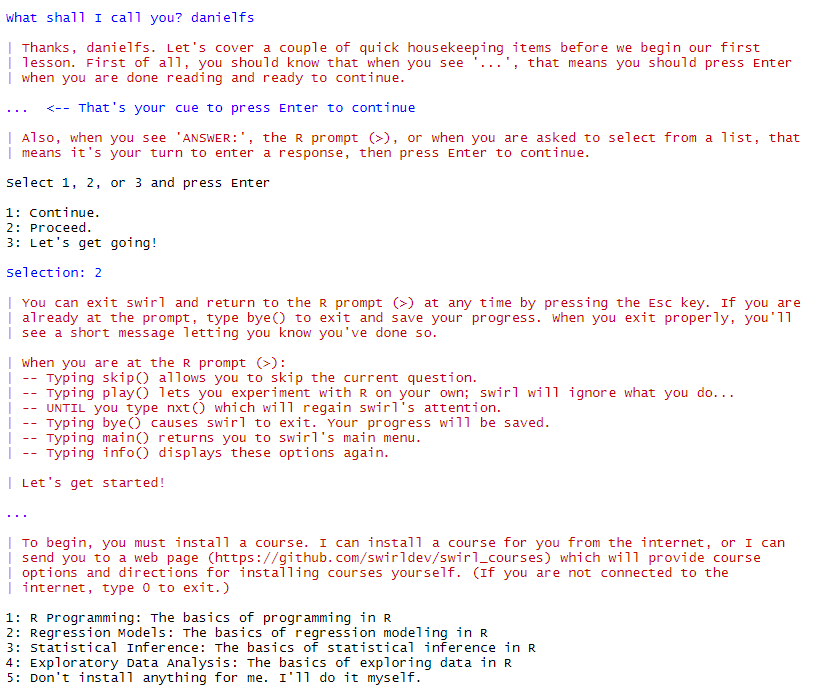 What shall I call you? danielfs
| Thanks, danielfs. Let's cover a couple of quick housekeeping items before we begin our first
| lesson. First of all, you should know that when you see '...', that means you should press Enter
| when you are done reading and ready to continue.
...  <-- That's your cue to press Enter to continue
| Also, when you see 'ANSWER:', the R prompt (>), or when you are asked to select from a list, that
| means it's your turn to enter a response, then press Enter to continue.
Select 1, 2, or 3 and press Enter
1: Continue.
2: Proceed.
3: Let's get going!
Selection: 2
| You can exit swirl and return to the R prompt (>) at any time by pressing the Esc key. If you are
| already at the prompt, type bye() to exit and save your progress. When you exit properly, you'll
| see a short message letting you know you've done so.
| When you are at the R prompt (>):
| -- Typing skip() allows you to skip the current question.
| -- Typing play() lets you experiment with R on your own; swirl will ignore what you do...
| -- UNTIL you type nxt() which will regain swirl's attention.
| -- Typing bye() causes swirl to exit. Your progress will be saved.
| -- Typing main() returns you to swirl's main menu.
| -- Typing info() displays these options again.
| Let's get started!
...
| To begin, you must install a course. I can install a course for you from the internet, or I can
| send you to a web page (https://github.com/swirldev/swirl_courses) which will provide course
| options and directions for installing courses yourself. (If you are not connected to the
| internet, type 0 to exit.)
1: R Programming: The basics of programming in R
2: Regression Models: The basics of regression modeling in R
3: Statistical Inference: The basics of statistical inference in R
4: Exploratory Data Analysis: The basics of exploring data in R
5: Don't install anything for me. I'll do it myself.